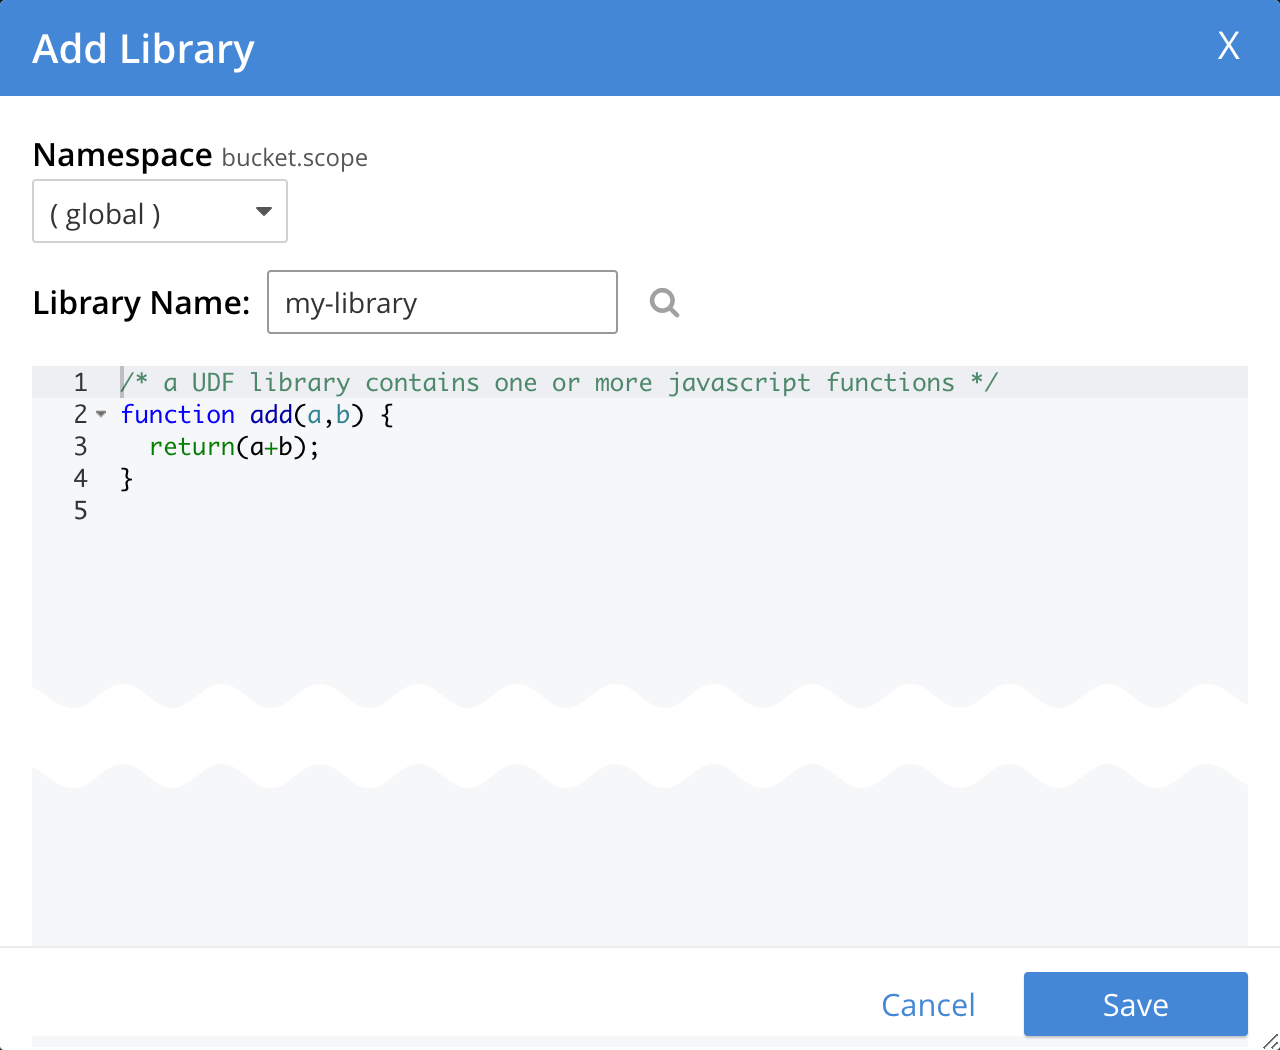 Add Library X
Namespace bucket.scope
( global )
Library Name: my-library
1 /* a UDF library contains one or more javascript functions */
2 function add(a,b) {
3   return(a+b);
4 }
5
Cancel Save